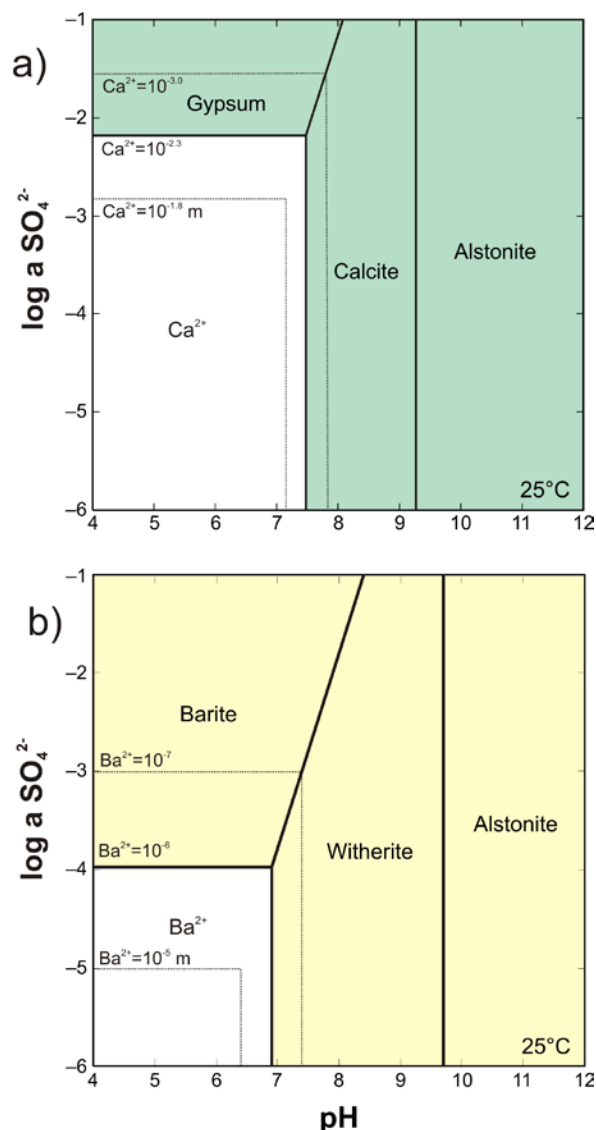 a)
–1
Ca²⁺=10⁻³·⁰
Gypsum
–2
Ca²⁺=10⁻²·³
–3
Ca²⁺=10⁻¹·⁸ m
Calcite
Alstonite
Ca²⁺
–4
–5
–6
25°C
log a SO₄²⁻
4 5 6 7 8 9 10 11 12
b)
–1
–2
Barite
Ba²⁺=10⁻⁷
–3
Witherite
Alstonite
Ba²⁺=10⁻⁶
–4
Ba²⁺
Ba²⁺=10⁻⁵ m
–5
–6
25°C
log a SO₄²⁻
4 5 6 7 8 9 10 11 12
pH